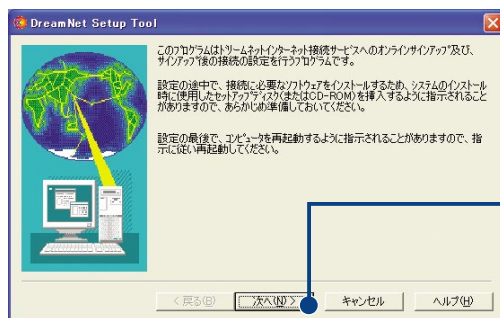 DreamNet Setup Tool
このプログラムはドリームネットインターネット接続サービスへのオンラインサインアップ及び、
サインアップ後の接続の設定を行うプログラムです。
設定の途中で、接続に必要なソフトウェアをインストールするため、システムのインストール
時に使用したセットアップディスク(またはCD-ROM)を挿入するように指示されること
がありますので、あらかじめ準備しておいてください。
設定の最後で、コンピュータを再起動するように指示されることがありますので、指
示に従い再起動してください。
< 戻る(B)
次へ(N) >
キャンセル
ヘルプ(H)